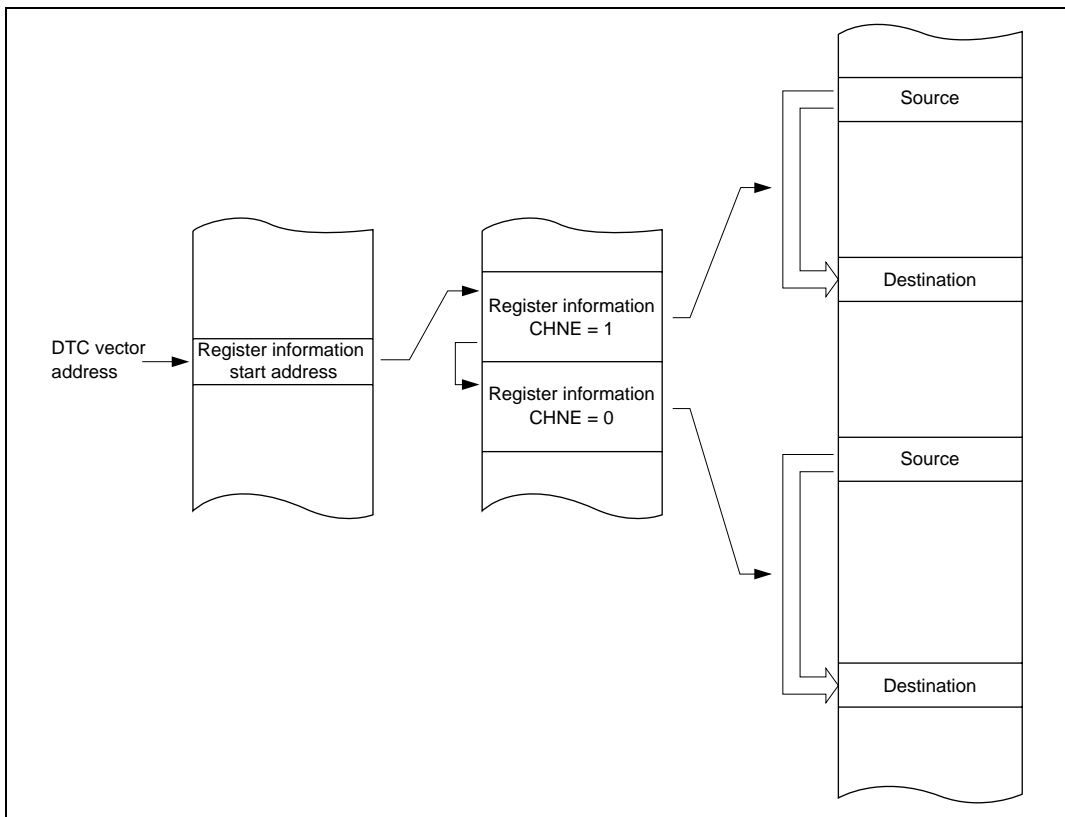 DTC vector
address
Register information
start address
Register information
CHNE = 1
Register information
CHNE = 0
Source
Destination
Source
Destination